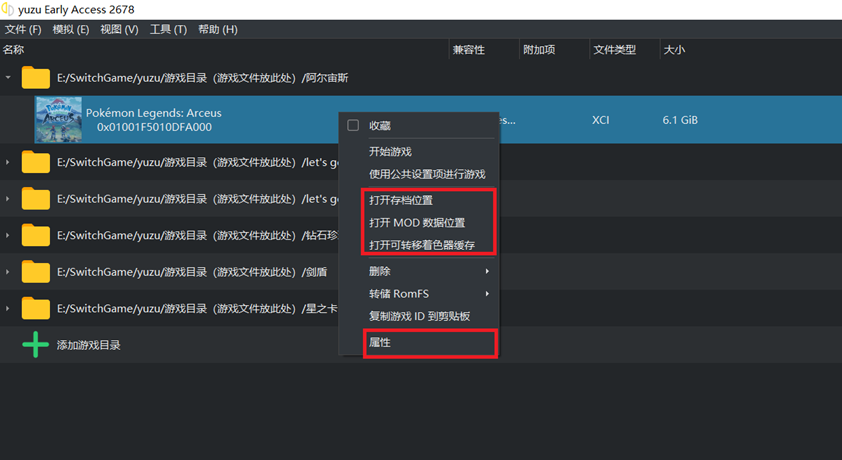 yuzu Early Access 2678
文件 (F) 模拟 (E) 视图 (V) 工具 (T) 帮助 (H)
名称 兼容性 附加项 文件类型 大小
E:/SwitchGame/yuzu/游戏目录（游戏文件放此处）/阿尔宙斯
POKÉMON
ARCEUS
Pokémon Legends: Arceus
0x01001F5010DFA000
es... XCI 6.1 GiB
收藏
开始游戏
E:/SwitchGame/yuzu/游戏目录（游戏文件放此处）/let's g
使用公共设置项进行游戏
E:/SwitchGame/yuzu/游戏目录（游戏文件放此处）/let's g
打开存档位置
打开 MOD 数据位置
E:/SwitchGame/yuzu/游戏目录（游戏文件放此处）/钻石珍
打开可转移着色器缓存
E:/SwitchGame/yuzu/游戏目录（游戏文件放此处）/剑盾
删除
转储 RomFS
E:/SwitchGame/yuzu/游戏目录（游戏文件放此处）/星之卡
复制游戏 ID 到剪贴板
属性
添加游戏目录